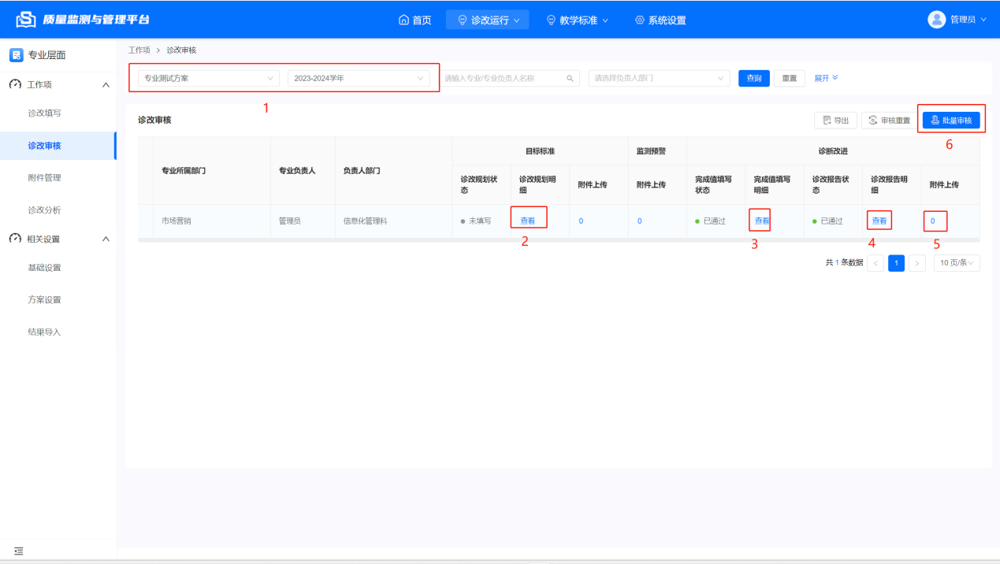 质量监测与管理平台
首页
诊改运行
教学标准
系统设置
管理员
专业层面
工作项
诊改填写
诊改审核
附件管理
诊改分析
相关设置
基础设置
方案设置
结果导入
工作项 > 诊改审核
专业测试方案
2023-2024学年
请输入专业/专业负责人名称
请选择负责人部门
查询
重置
展开
1
诊改审核
导出
审核重置
批量审核
6
目标标准
监测预警
诊断改进
专业所属部门
专业负责人
负责人部门
诊改规划状
态
诊改规划明
细
附件上传
附件上传
完成值填写
状态
完成值填写
明细
诊改报告状
态
诊改报告明
细
附件上传
市场营销
管理员
信息化管理科
未填写
查看
0
0
已通过
查看
已通过
查看
0
2
3
4
5
共 1 条数据
<
1
>
10 页/条